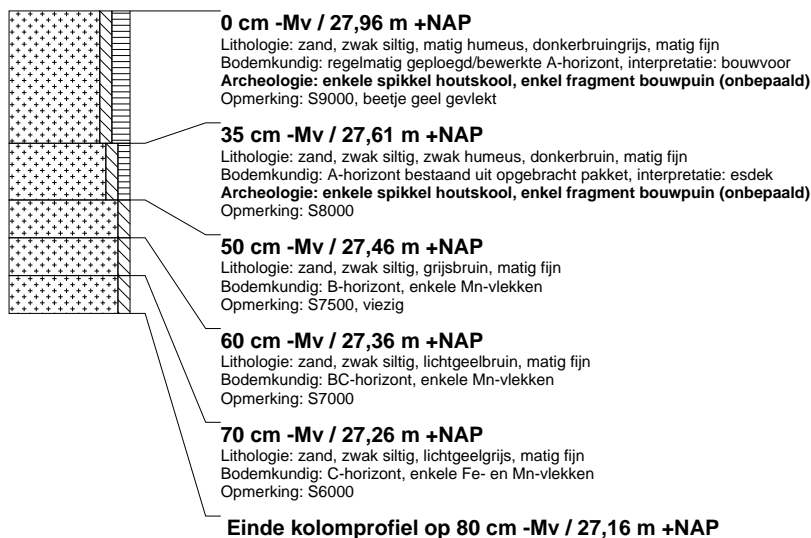 0 cm -Mv / 27,96 m +NAP
Lithologie: zand, zwak siltig, matig humeus, donkerbruingrijs, matig fijn
Bodemkundig: regelmatig geploegd/bewerkte A-horizont, interpretatie: bouwvoor
Archeologie: enkele spikkel houtskool, enkel fragment bouwpuin (onbepaald)
Opmerking: S9000, beetje geel gevlekt
35 cm -Mv / 27,61 m +NAP
Lithologie: zand, zwak siltig, zwak humeus, donkerbruin, matig fijn
Bodemkundig: A-horizont bestaand uit opgebracht pakket, interpretatie: esdek
Archeologie: enkele spikkel houtskool, enkel fragment bouwpuin (onbepaald)
Opmerking: S8000
50 cm -Mv / 27,46 m +NAP
Lithologie: zand, zwak siltig, grijsbruin, matig fijn
Bodemkundig: B-horizont, enkele Mn-vlekken
Opmerking: S7500, viezig
60 cm -Mv / 27,36 m +NAP
Lithologie: zand, zwak siltig, lichtgeelbruin, matig fijn
Bodemkundig: BC-horizont, enkele Mn-vlekken
Opmerking: S7000
70 cm -Mv / 27,26 m +NAP
Lithologie: zand, zwak siltig, lichtgeelgrijs, matig fijn
Bodemkundig: C-horizont, enkele Fe- en Mn-vlekken
Opmerking: S6000
Einde kolomprofiel op 80 cm -Mv / 27,16 m +NAP